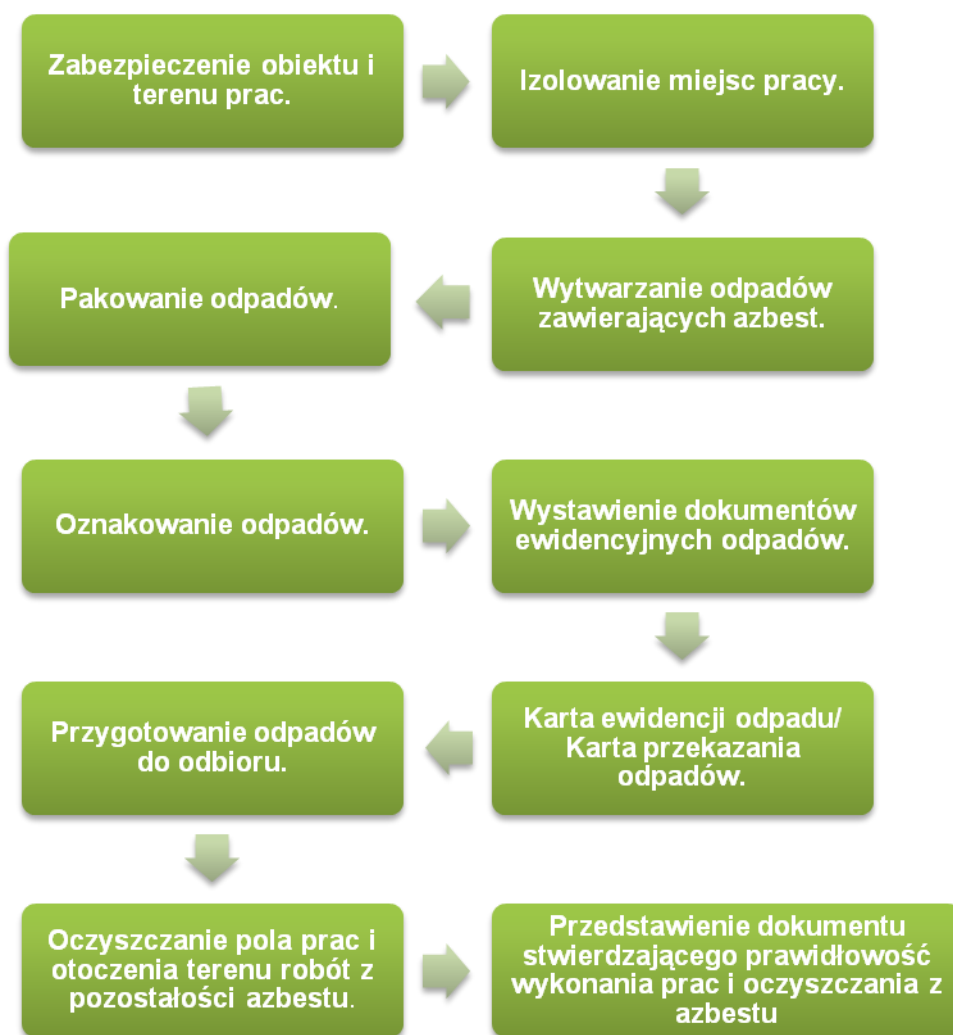 Zabezpieczenie obiektu i
terenu prac.
Izolowanie miejsc pracy.
Wytwarzanie odpadów
zawierających azbest.
Pakowanie odpadów.
Oznakowanie odpadów.
Wystawienie dokumentów
ewidencyjnych odpadów.
Karta ewidencji odpadu/
Karta przekazania
odpadów.
Przygotowanie odpadów
do odbioru.
Oczyszczanie pola prac i
otoczenia terenu robót z
pozostałości azbestu.
Przedstawienie dokumentu
stwierdzającego prawidłowość
wykonania prac i oczyszczania z
azbestu